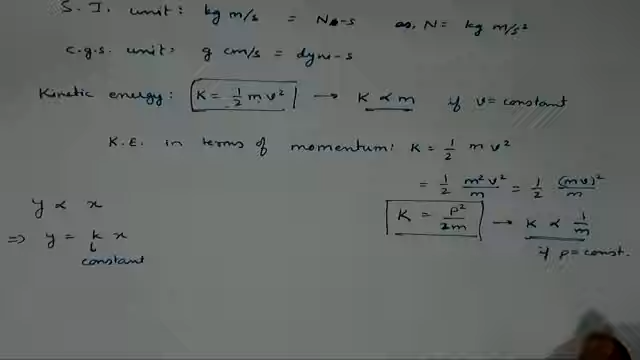 S. I. unit: kg m/s = N-s as, N = kg m/s²
c.g.s. unit: g cm/s = dyn-s
Kinetic energy: K = 1/2 m v² → K ∝ m if v = constant
K.E. in terms of momentum: K = 1/2 m v²
= 1/2 m²v²/m = 1/2 (mv)²/m
K = p²/2m → K ∝ 1/m
if p = const.
y ∝ x
⇒ y = k x
constant